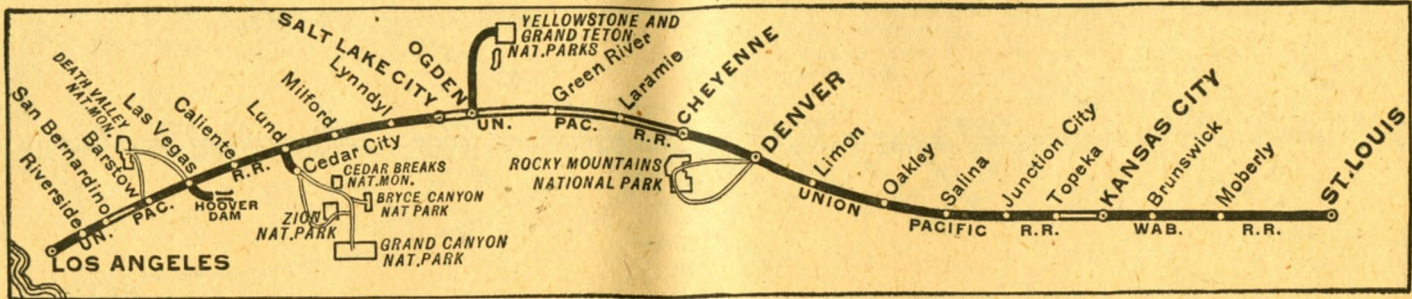 LOS ANGELES
Riverside
San Bernardino
Barstow
DEATH VALLEY
NAT. MON.
Las Vegas
HOOVER
DAM
Caliente
Lund
Cedar City
CEDAR BREAKS
NAT. MON.
BRYCE CANYON
NAT PARK
ZION
NAT. PARK
GRAND CANYON
NAT. PARK
Milford
Lynndyl
SALT LAKE CITY
OGDEN
YELLOWSTONE AND
GRAND TETON
NAT. PARKS
Green River
Laramie
CHEYENNE
UN. PAC. R.R.
UN. PAC. R.R.
ROCKY MOUNTAINS
NATIONAL PARK
DENVER
Limon
Oakley
Salina
Junction City
Topeka
KANSAS CITY
UNION PACIFIC R.R.
Brunswick
Moberly
ST. LOUIS
WAB. R.R.